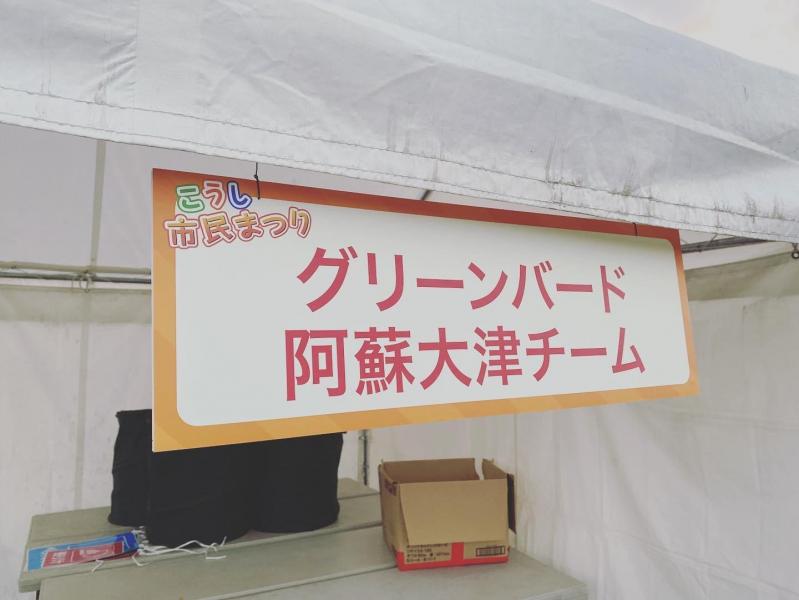 こうし
市民まつり
グリーンバード
阿蘇大津チーム